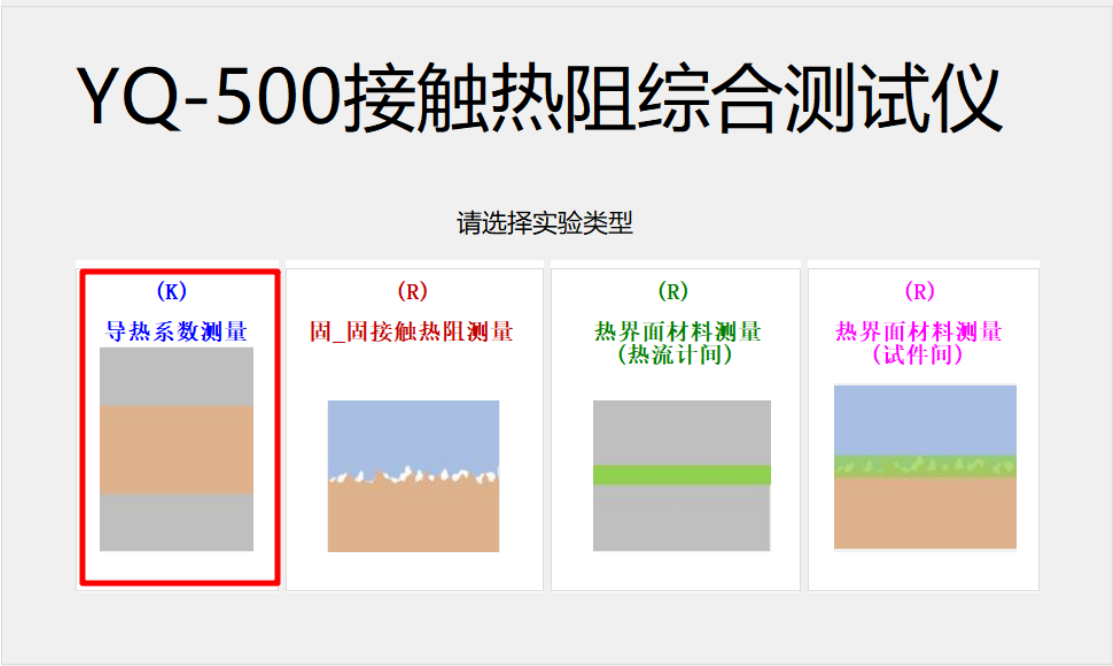 YQ-500接触热阻综合测试仪
请选择实验类型
(K)
导热系数测量
(R)
固_固接触热阻测量
(R)
热界面材料测量
(热流计间)
(R)
热界面材料测量
(试件间)